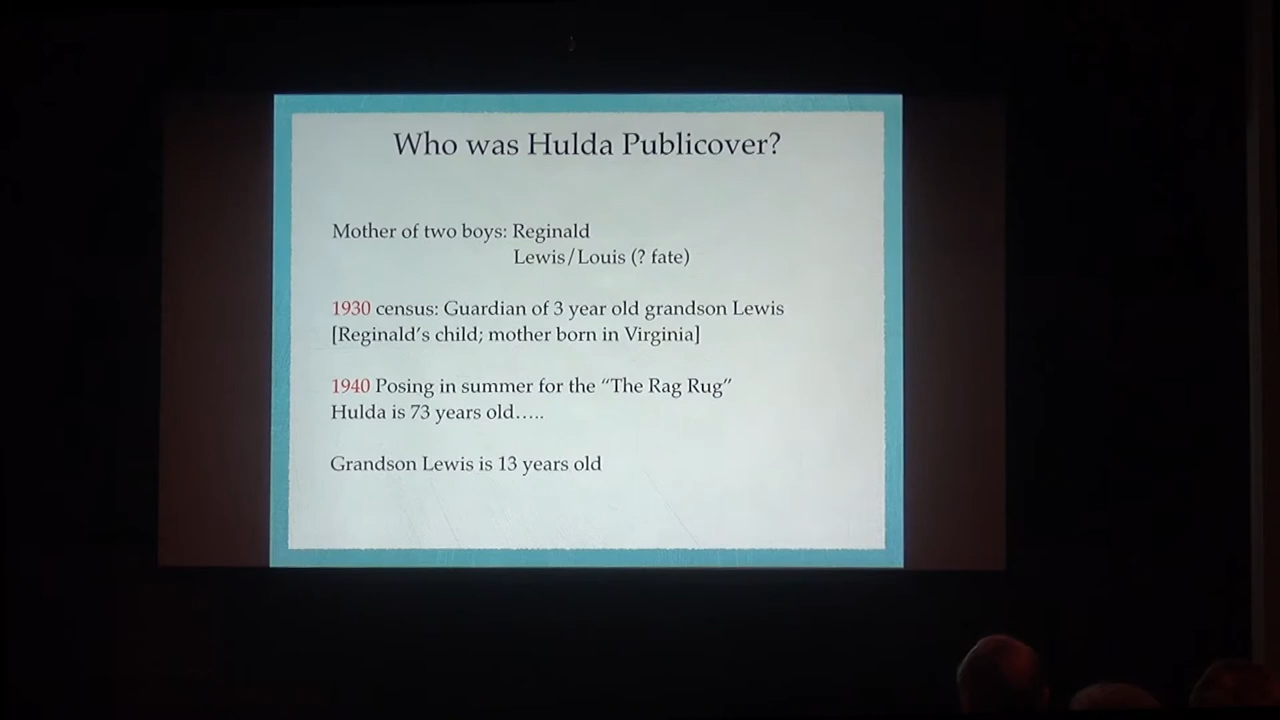 Who was Hulda Publicover?
Mother of two boys: Reginald
Lewis/Louis (? fate)
1930 census: Guardian of 3 year old grandson Lewis
[Reginald's child; mother born in Virginia]
1940 Posing in summer for the “The Rag Rug”
Hulda is 73 years old…..
Grandson Lewis is 13 years old